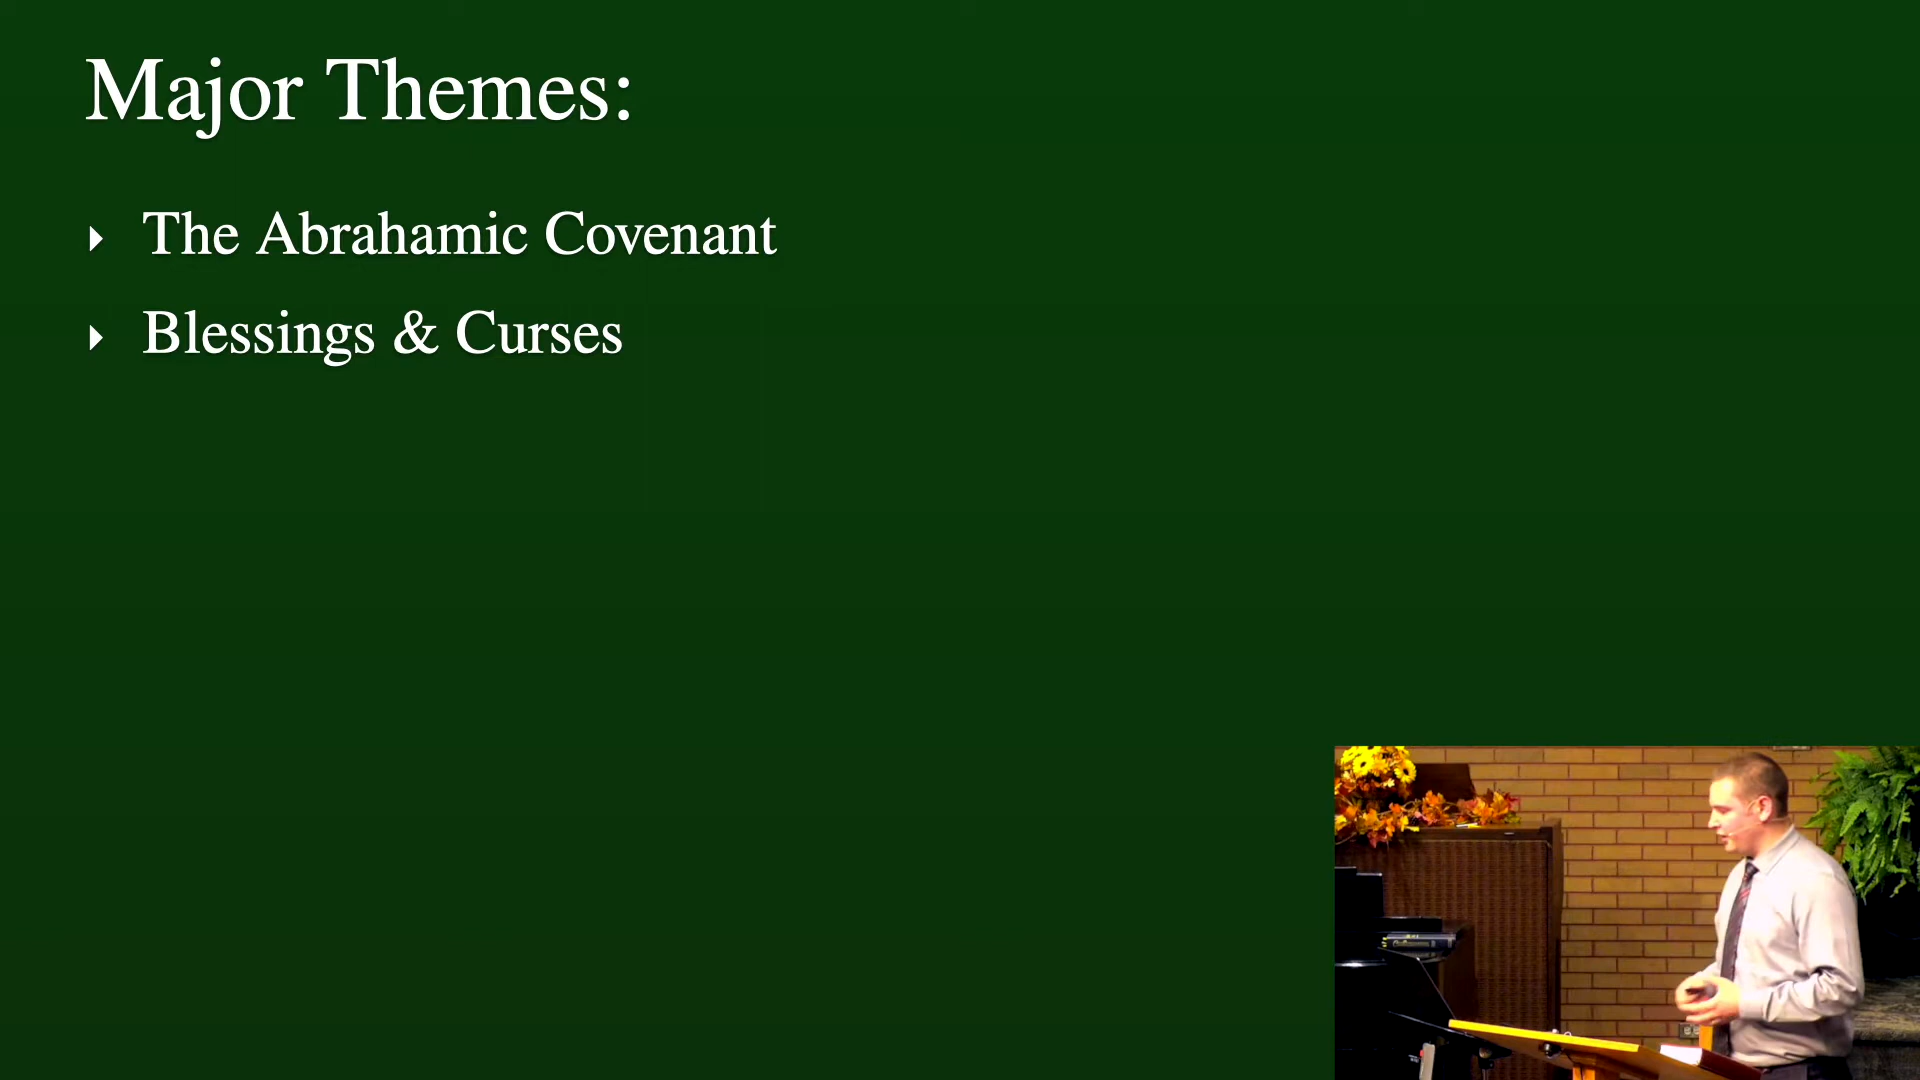 Major Themes:
The Abrahamic Covenant
Blessings & Curses